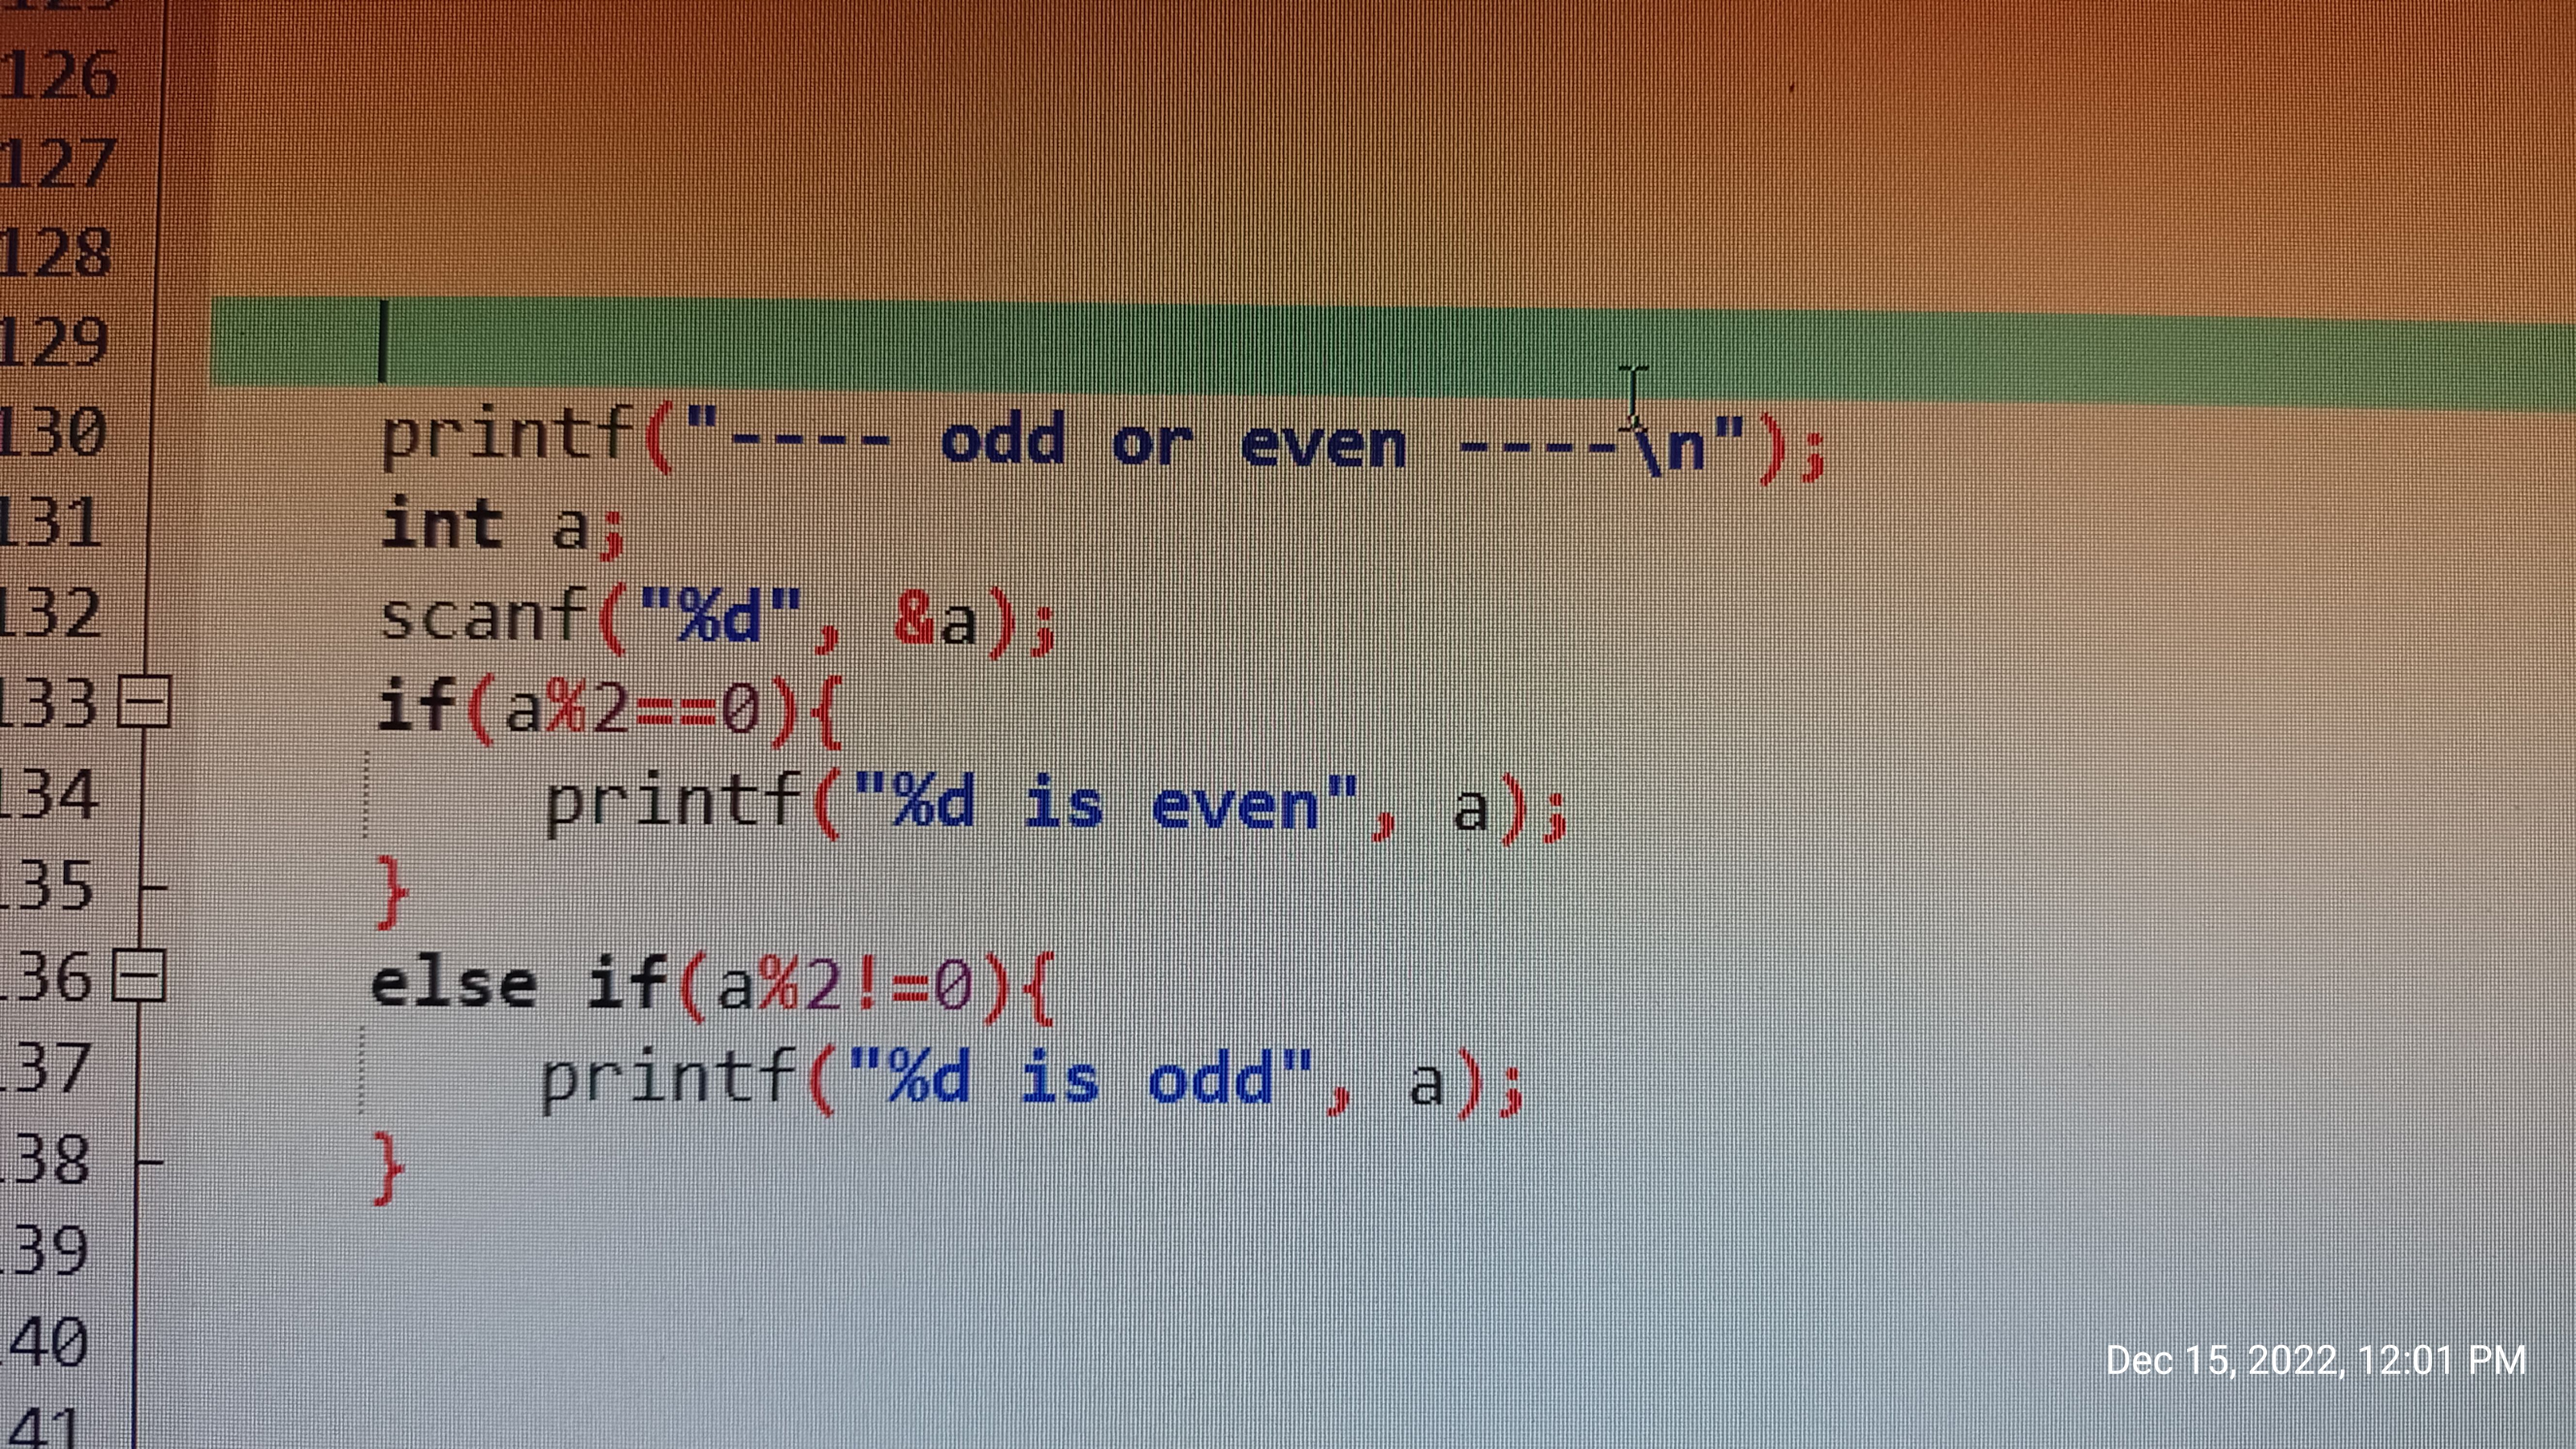 126
127
128
129
130 printf("---- odd or even ----\n");
131 int a;
132 scanf("%d", &a);
133 if(a%2==0){
134 printf("%d is even", a);
135 }
136 else if(a%2!=0){
137 printf("%d is odd", a);
138 }
139
140
141
Dec 15, 2022, 12:01 PM